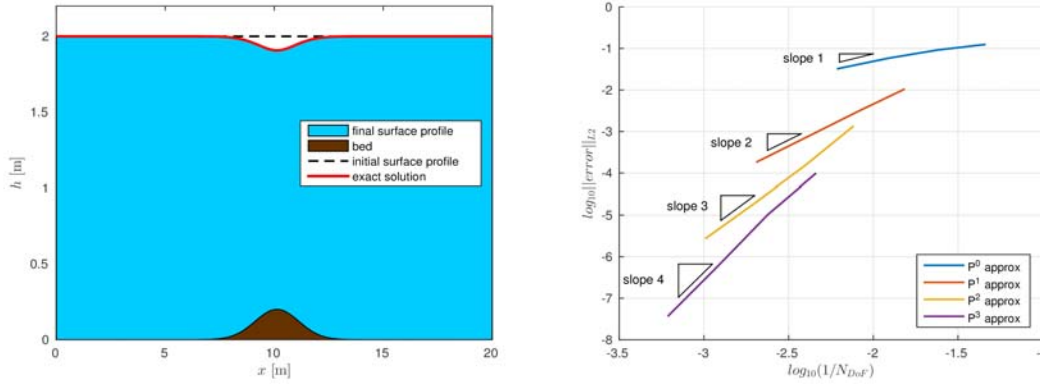 2
1.5
1
0.5
0
h [m]
0
5
10
15
20
x [m]
final surface profile
bed
initial surface profile
exact solution
0
-1
-2
-3
-4
-5
-6
-7
-8
log₁₀||error||_L2
slope 1
slope 2
slope 3
slope 4
P⁰ approx
P¹ approx
P² approx
P³ approx
-3.5
-3
-2.5
-2
-1.5
log₁₀(1/N_DoF)